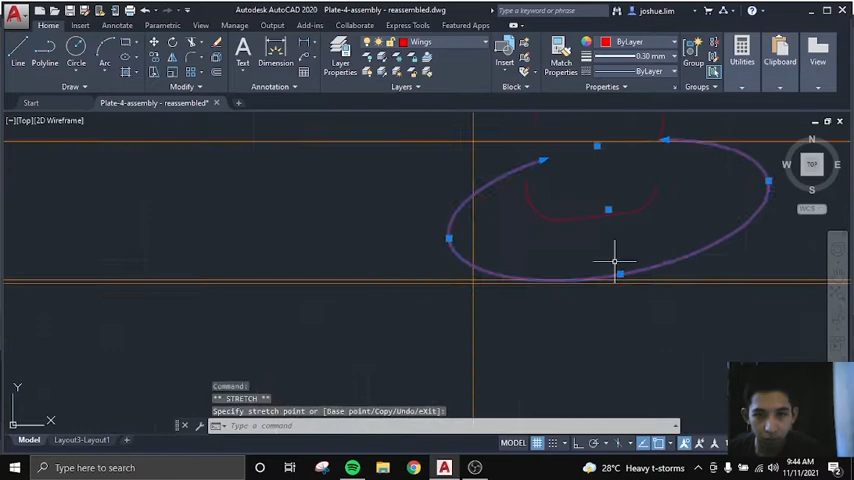 Autodesk AutoCAD 2021 Plate-4-assembly - reassembled.dwg
Type a keyword or phrase
joshue.lim
Home Insert Annotate Parametric View Manage Output Add-ins Collaborate Express Tools Featured Apps
Line Polyline Circle Arc
Text Dimension
Layer Properties
Wings
Insert
Match Properties
ByLayer
0.30 mm
ByLayer
Group
Utilities Clipboard View
Draw Modify Annotation Layers Block Properties Groups
Start Plate-4-assembly - reassembled*
[−][Top][2D Wireframe]
N
W TOP E
S
WCS
Y
X
Command:
** STRETCH **
Specify stretch point or [Base point/Copy/Undo/eXit]:
Type a command
Model Layout3-Layout1
MODEL
Type here to search
28°C Heavy t-storms
9:44 AM
11/11/2021